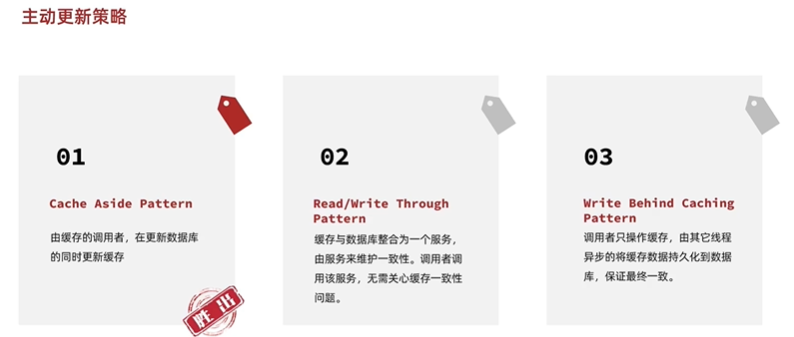 主动更新策略
01
Cache Aside Pattern
由缓存的调用者，在更新数据库
的同时更新缓存
胜出
02
Read/Write Through
Pattern
缓存与数据库整合为一个服务，
由服务来维护一致性。调用者调
用该服务，无需关心缓存一致性
问题。
03
Write Behind Caching
Pattern
调用者只操作缓存，由其它线程
异步的将缓存数据持久化到数据
库，保证最终一致。